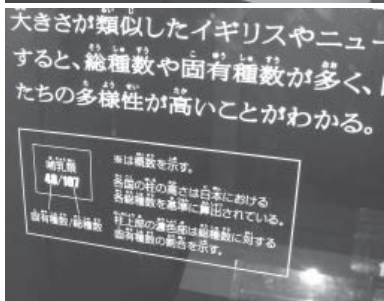 大きさが類似したイギリスやニュー
すると、総種数や固有種数が多く、
たちの多様性が高いことがわかる。
哺乳類
48/107
固有種数/総種数
※は概数を示す。
各国の柱の高さは日本における
各総種数を基準に算出されている。
柱上部の濃色部は総種数に対する
固有種数の割合を示す。